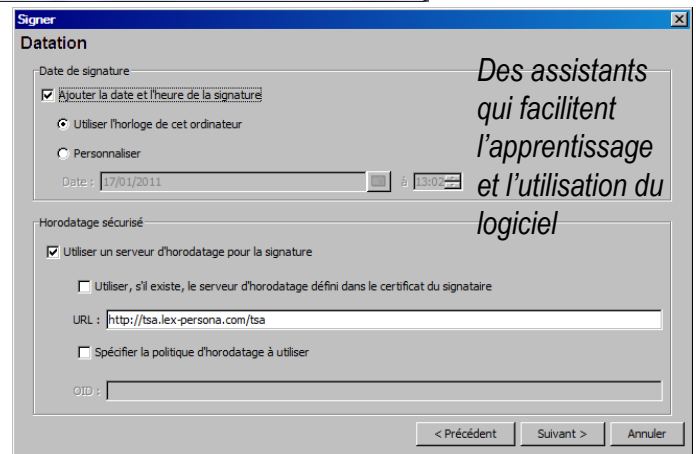 Signer
Datation
Date de signature
Ajouter la date et l'heure de la signature
Utiliser l'horloge de cet ordinateur
Personnaliser
Date : 17/01/2011 à 13:02
Des assistants
qui facilitent
l'apprentissage
et l'utilisation du
logiciel
Horodatage sécurisé
Utiliser un serveur d'horodatage pour la signature
Utiliser, s'il existe, le serveur d'horodatage défini dans le certificat du signataire
URL : http://tsa.lex-persona.com/tsa
Spécifier la politique d'horodatage à utiliser
OID :
< Précédent Suivant > Annuler